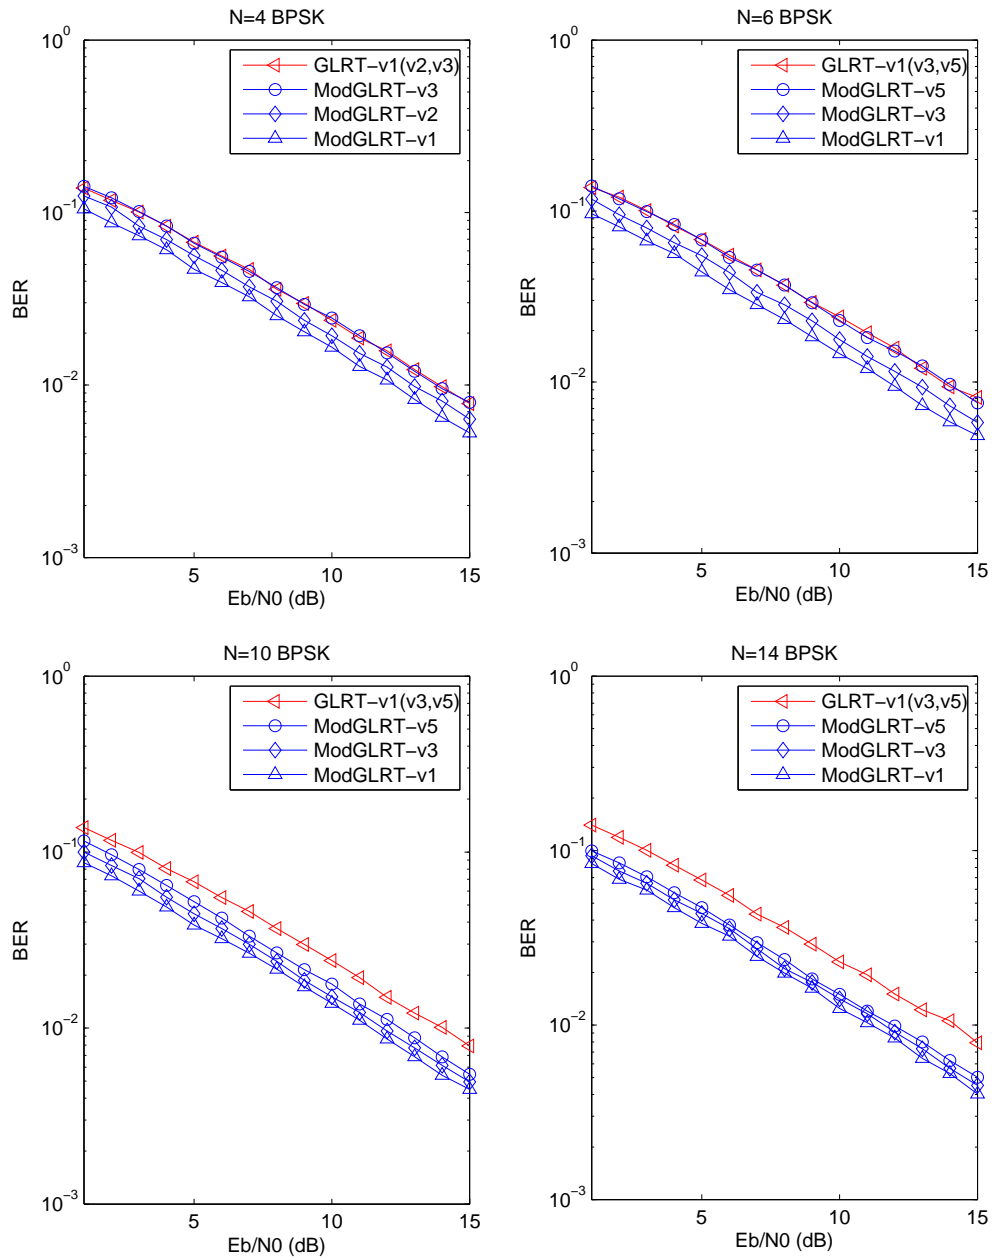 N=4 BPSK
10^0
10^−1
10^−2
10^−3
BER
GLRT−v1(v2,v3)
ModGLRT−v3
ModGLRT−v2
ModGLRT−v1
5 10 15
Eb/N0 (dB)
N=6 BPSK
10^0
10^−1
10^−2
10^−3
BER
GLRT−v1(v3,v5)
ModGLRT−v5
ModGLRT−v3
ModGLRT−v1
5 10 15
Eb/N0 (dB)
N=10 BPSK
10^0
10^−1
10^−2
10^−3
BER
GLRT−v1(v3,v5)
ModGLRT−v5
ModGLRT−v3
ModGLRT−v1
5 10 15
Eb/N0 (dB)
N=14 BPSK
10^0
10^−1
10^−2
10^−3
BER
GLRT−v1(v3,v5)
ModGLRT−v5
ModGLRT−v3
ModGLRT−v1
5 10 15
Eb/N0 (dB)